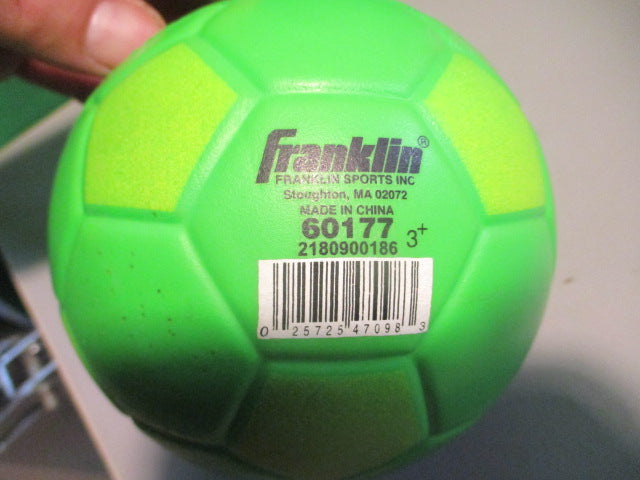 Franklin®
FRANKLIN SPORTS INC
Stoughton, MA 02072
MADE IN CHINA
60177
2180900186 3+
0 25725 47098 3